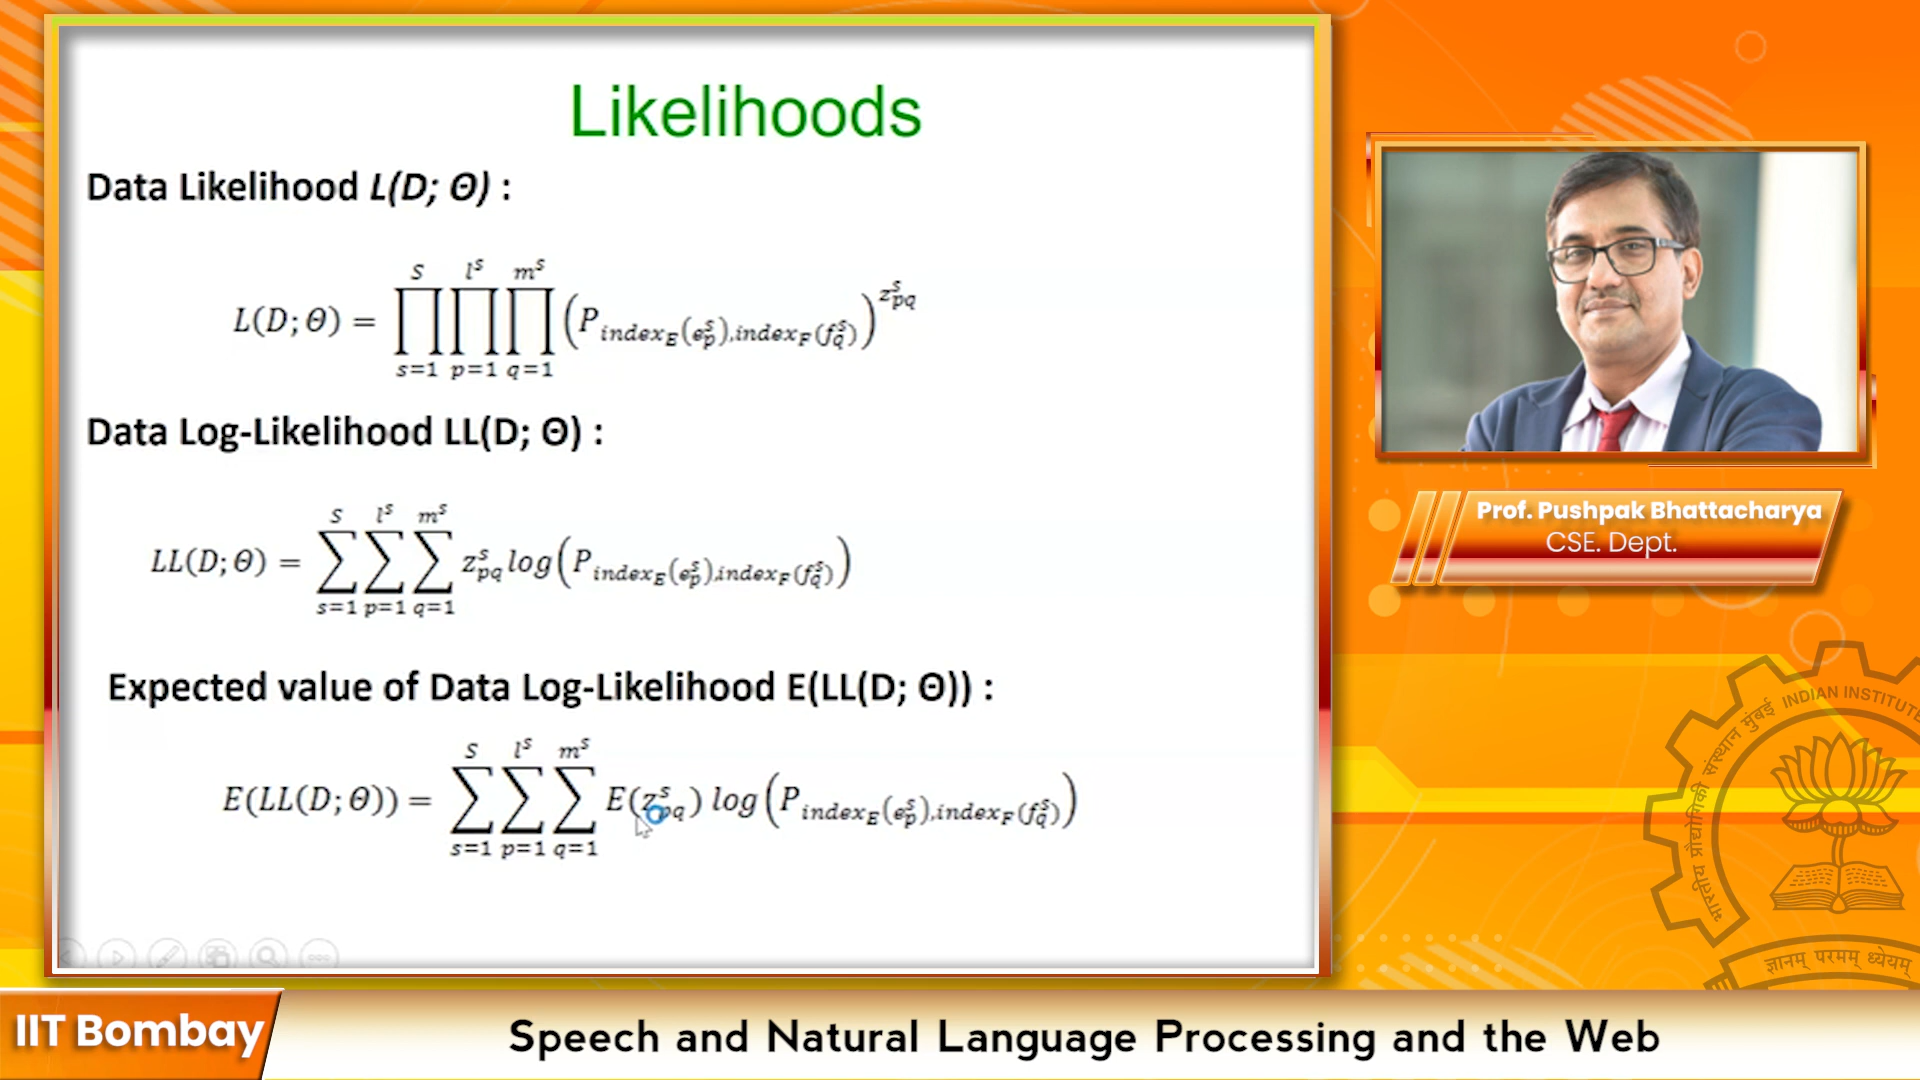 Likelihoods
Data Likelihood L(D; Θ) :
L(D; θ) = ∏_{s=1}^{S} ∏_{p=1}^{l^s} ∏_{q=1}^{m^s} (P_{index_E(e_p^s),index_F(f_q^s)})^{z_{pq}^s}
Data Log-Likelihood LL(D; Θ) :
LL(D; θ) = ∑_{s=1}^{S} ∑_{p=1}^{l^s} ∑_{q=1}^{m^s} z_{pq}^s log(P_{index_E(e_p^s),index_F(f_q^s)})
Expected value of Data Log-Likelihood E(LL(D; Θ)) :
E(LL(D; θ)) = ∑_{s=1}^{S} ∑_{p=1}^{l^s} ∑_{q=1}^{m^s} E(z_{pq}^s) log(P_{index_E(e_p^s),index_F(f_q^s)})
Prof. Pushpak Bhattacharya
CSE. Dept.
भारतीय प्रौद्योगिकी संस्थान मुंबई INDIAN INSTITUTE
ज्ञानम् परमम् ध्येयम्
IIT Bombay
Speech and Natural Language Processing and the Web